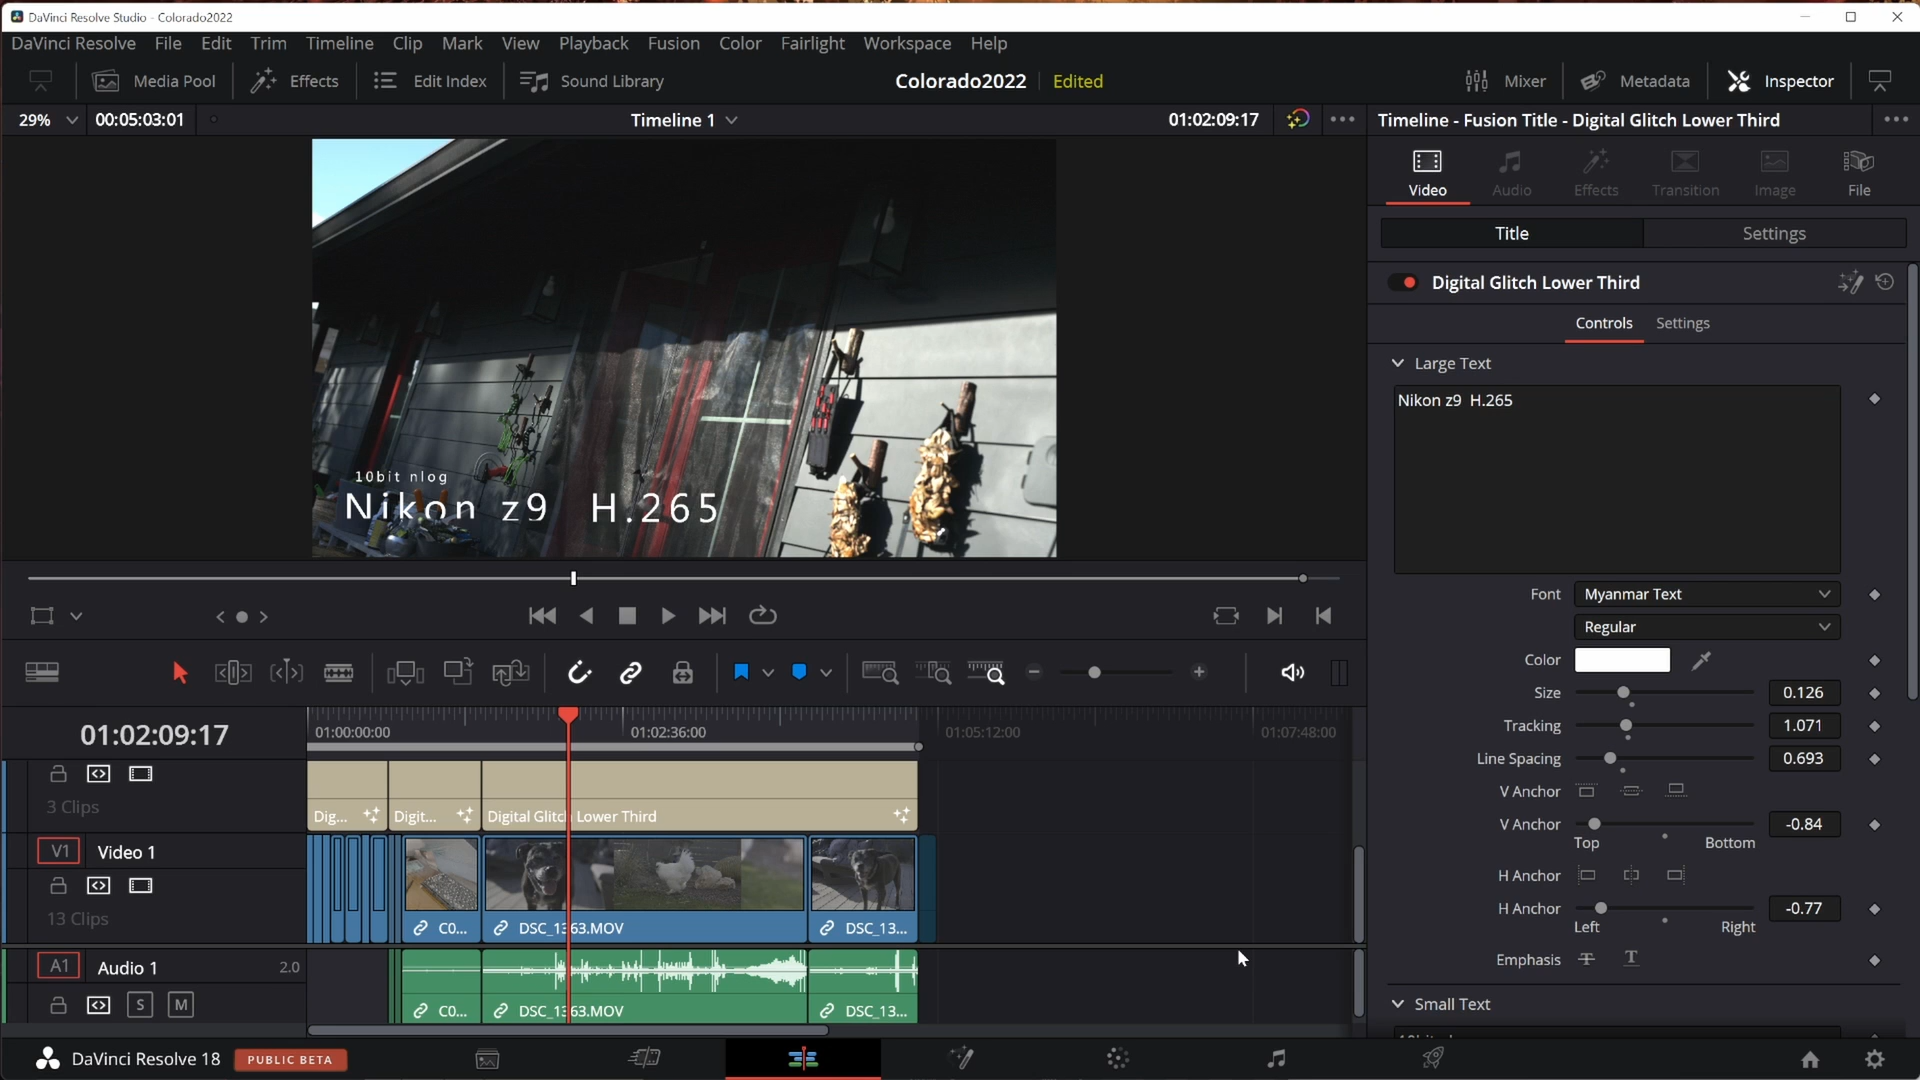 DaVinci Resolve Studio - Colorado2022
DaVinci Resolve File Edit Trim Timeline Clip Mark View Playback Fusion Color Fairlight Workspace Help
Media Pool Effects Edit Index Sound Library Colorado2022 Edited Mixer Metadata Inspector
29% 00:05:03:01 Timeline 1 01:02:09:17 Timeline - Fusion Title - Digital Glitch Lower Third
Video Audio Effects Transition Image File
Title Settings
Digital Glitch Lower Third
Controls Settings
Large Text
Nikon z9 H.265
10bit nlog
Nikon z9 H.265
Font Myanmar Text
Regular
Color
Size 0.126
Tracking 1.071
Line Spacing 0.693
V Anchor
V Anchor -0.84
Top Bottom
H Anchor
H Anchor -0.77
Left Right
Emphasis
Small Text
01:02:09:17 01:00:00:00 01:02:36:00 01:05:12:00 01:07:48:00
3 Clips Dig... Digit... Digital Glitch Lower Third
V1 Video 1
13 Clips C0... DSC_1363.MOV DSC_13...
A1 Audio 1 2.0
S M C0... DSC_1363.MOV DSC_13...
DaVinci Resolve 18 PUBLIC BETA